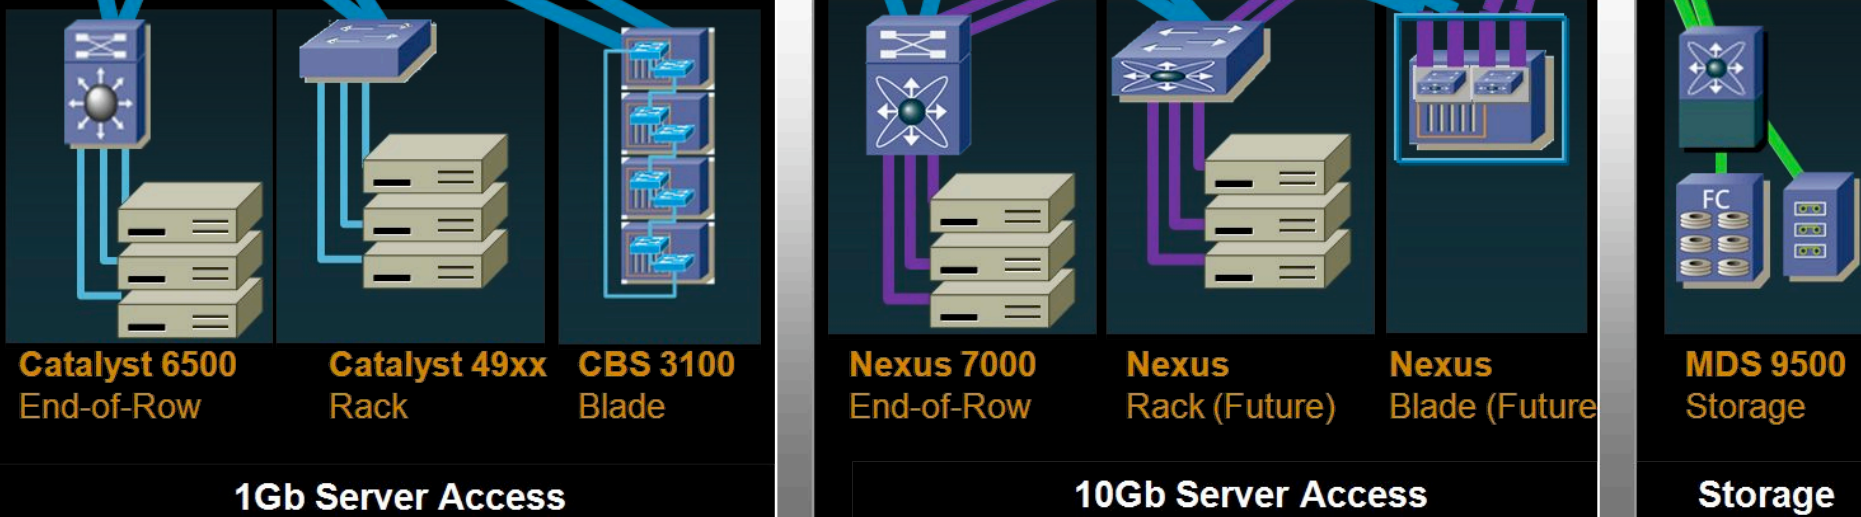 FC
Catalyst 6500
End-of-Row
Catalyst 49xx
Rack
CBS 3100
Blade
Nexus 7000
End-of-Row
Nexus
Rack (Future)
Nexus
Blade (Future
MDS 9500
Storage
1Gb Server Access
10Gb Server Access
Storage